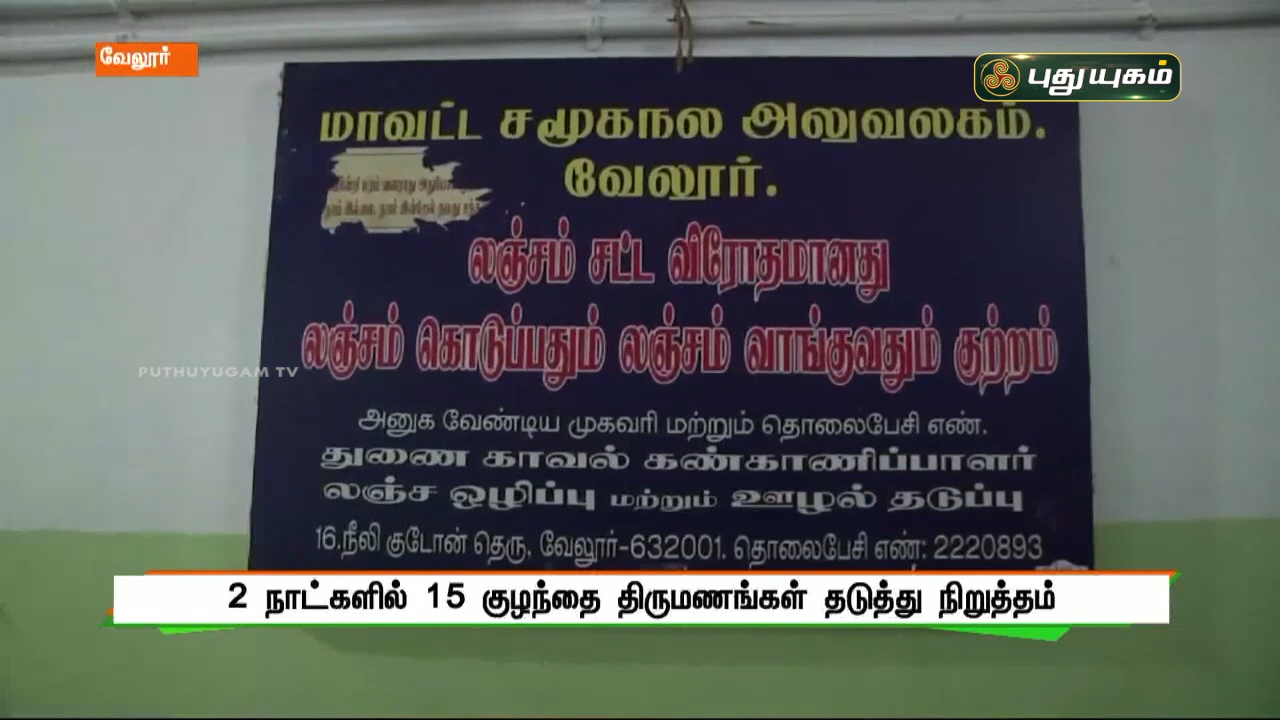 வேலூர்
புதுயுகம்
மாவட்ட சமூகநல அலுவலகம்.
வேலூர்.
லஞ்சம் சட்ட விரோதமானது
லஞ்சம் கொடுப்பதும் லஞ்சம் வாங்குவதும் குற்றம்
PUTHUYUGAM TV
அனுக வேண்டிய முகவரி மற்றும் தொலைபேசி எண்.
துணை காவல் கண்காணிப்பாளர்
லஞ்ச ஒழிப்பு மற்றும் ஊழல் தடுப்பு
16.நீலி குடோன் தெரு, வேலூர்-632001. தொலைபேசி எண்: 2220893
2 நாட்களில் 15 குழந்தை திருமணங்கள் தடுத்து நிறுத்தம்